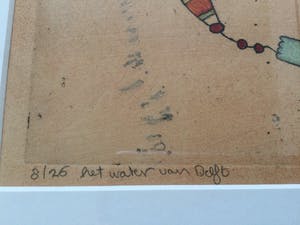 8/25 het water van Delft